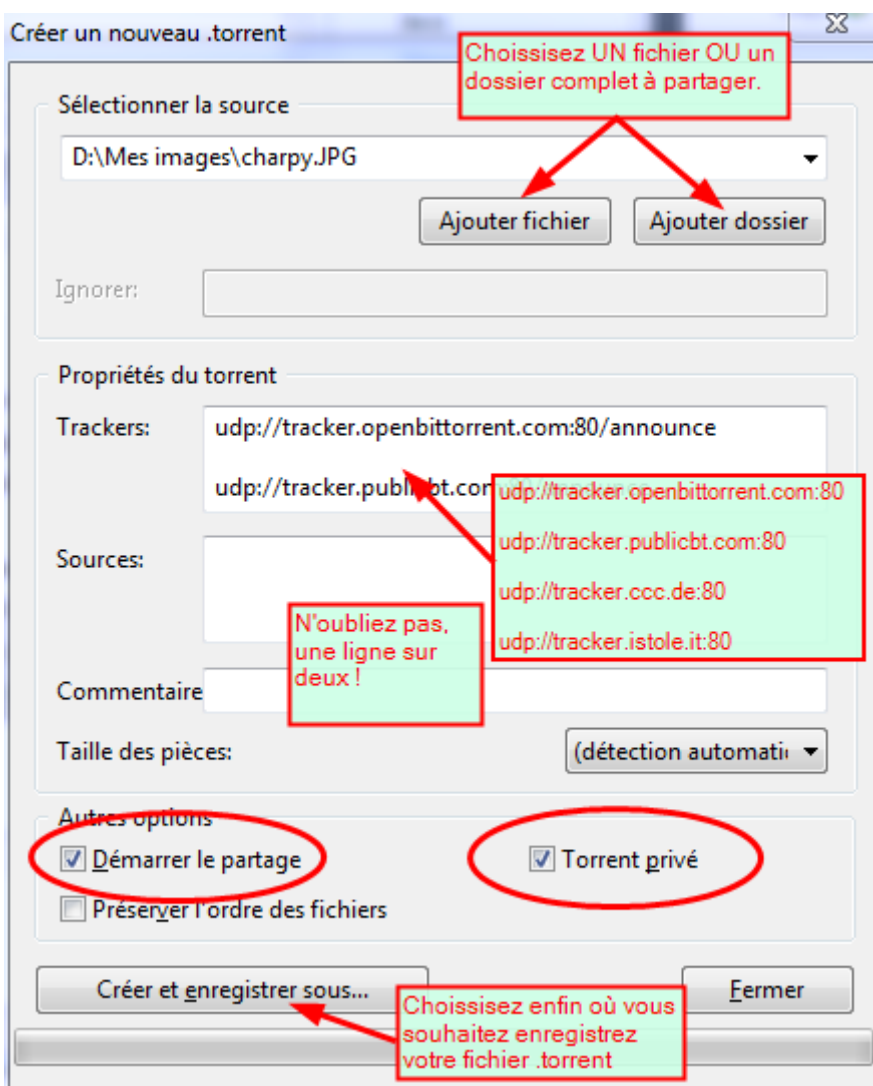 Créer un nouveau .torrent
Choissisez UN fichier OU un
dossier complet à partager.
Sélectionner la source
D:\Mes images\charpy.JPG
Ajouter fichier
Ajouter dossier
Ignorer:
Propriétés du torrent
Trackers:
udp://tracker.openbittorrent.com:80/announce
udp://tracker.publicbt.com
udp://tracker.openbittorrent.com:80
udp://tracker.publicbt.com:80
udp://tracker.ccc.de:80
udp://tracker.istole.it:80
Sources:
N'oubliez pas,
une ligne sur
deux !
Commentaire
Taille des pièces:
(détection automati
Autres options
Démarrer le partage
Torrent privé
Préserver l'ordre des fichiers
Créer et enregistrer sous...
Fermer
Choissisez enfin où vous
souhaitez enregistrez
votre fichier .torrent